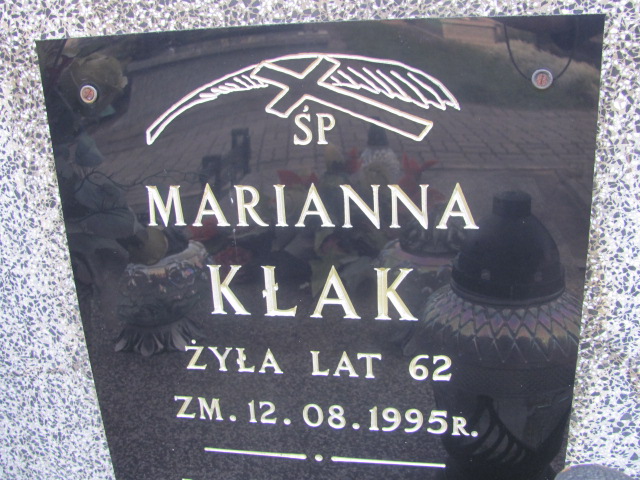 ŚP
MARIANNA
KŁAK
ŻYŁA LAT 62
ZM. 12. 08. 1995R.